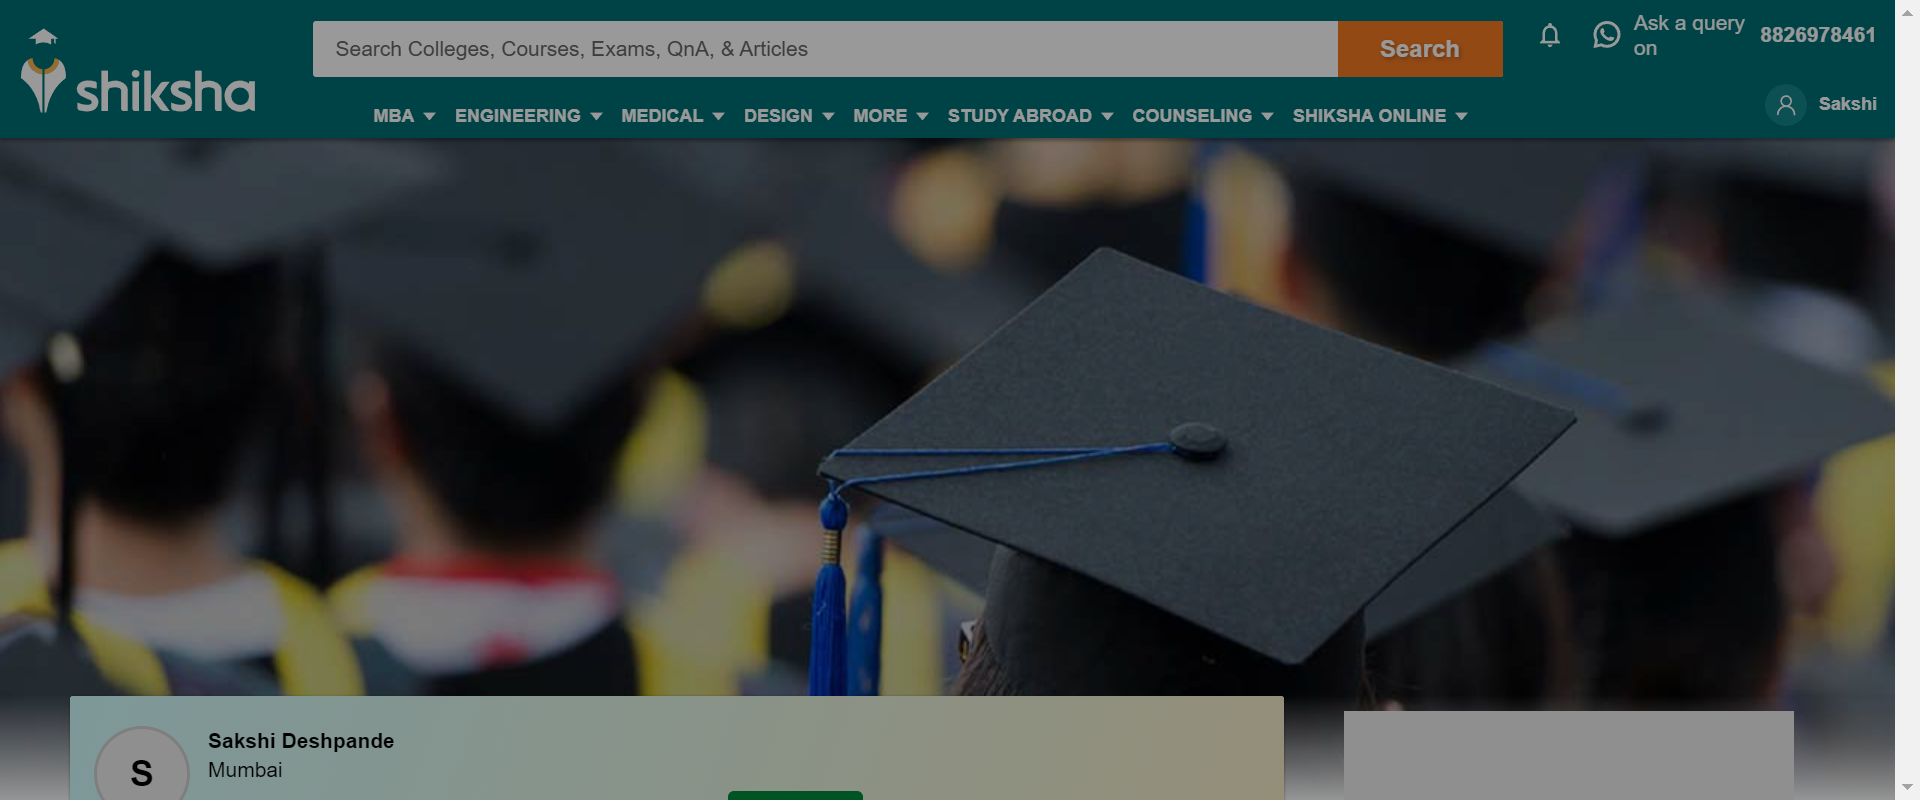 shiksha
Search Colleges, Courses, Exams, QnA, & Articles
Search
Ask a query on
8826978461
MBA
ENGINEERING
MEDICAL
DESIGN
MORE
STUDY ABROAD
COUNSELING
SHIKSHA ONLINE
Sakshi
S
Sakshi Deshpande
Mumbai